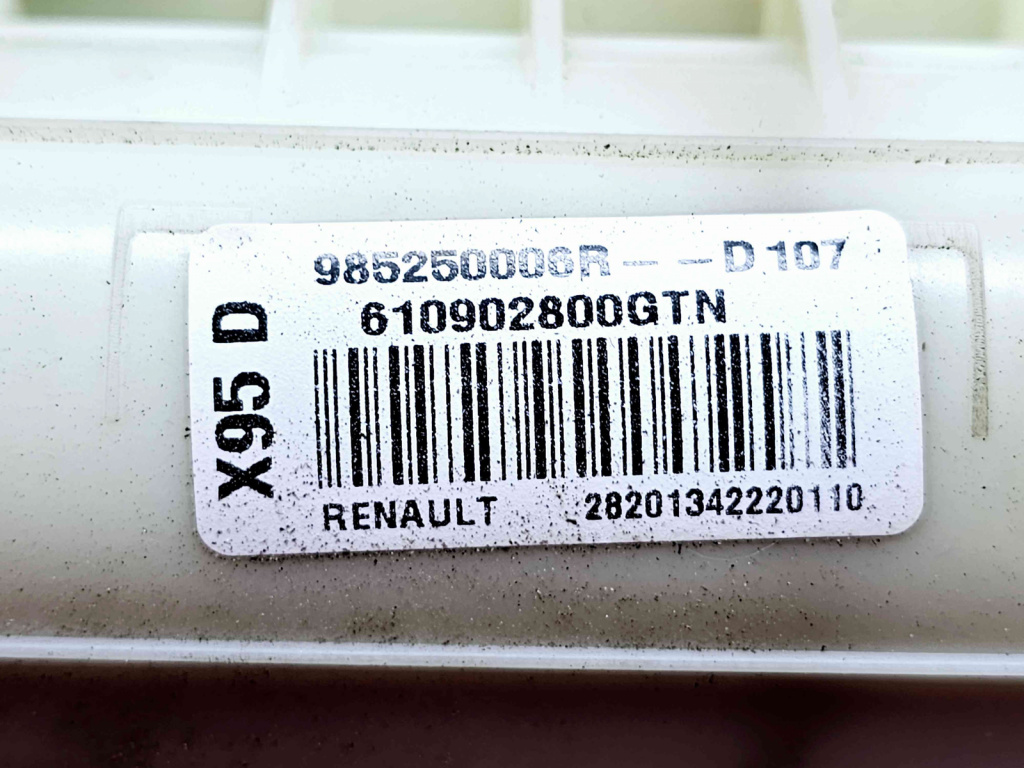 985250006R-- --D107
610902800GTN
X95 D
RENAULT 28201342220110